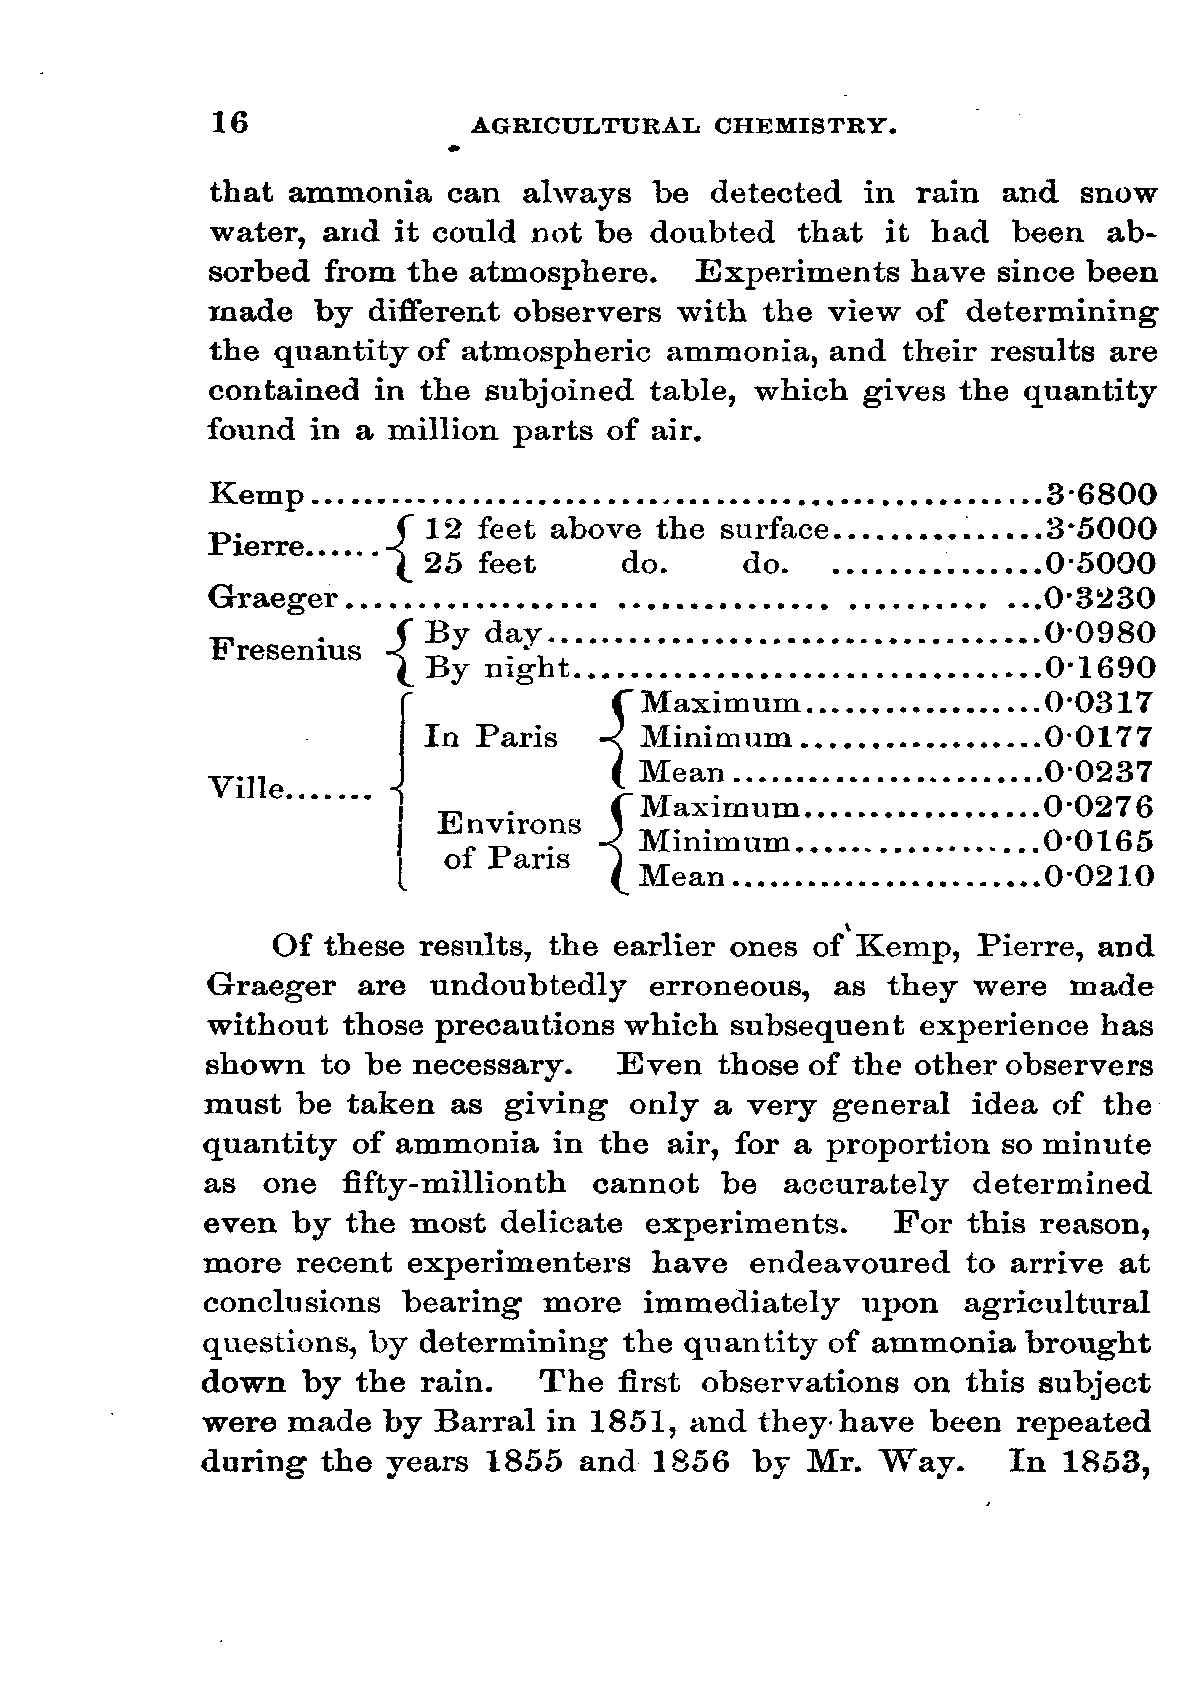 16 AGRICULTURAL CHEMISTRY.
that ammonia can always be detected in rain and snow
water, and it could not be doubted that it had been ab-
sorbed from the atmosphere. Experiments have since been
made by different observers with the view of determining
the quantity of atmospheric ammonia, and their results are
contained in the subjoined table, which gives the quantity
found in a million parts of air.
Kemp........................................................3·6800
Pierre...... { 12 feet above the surface...............3·5000
25 feet do. do. ...............0·5000
Graeger.................. ............... .......... ...0·3230
Fresenius { By day...................................0·0980
By night.................................0·1690
Ville....... { In Paris { Maximum..................0·0317
Minimum...................0·0177
Mean.........................0·0237
Environs of Paris { Maximum..................0·0276
Minimum...................0·0165
Mean.........................0·0210
Of these results, the earlier ones of Kemp, Pierre, and
Graeger are undoubtedly erroneous, as they were made
without those precautions which subsequent experience has
shown to be necessary. Even those of the other observers
must be taken as giving only a very general idea of the
quantity of ammonia in the air, for a proportion so minute
as one fifty-millionth cannot be accurately determined
even by the most delicate experiments. For this reason,
more recent experimenters have endeavoured to arrive at
conclusions bearing more immediately upon agricultural
questions, by determining the quantity of ammonia brought
down by the rain. The first observations on this subject
were made by Barral in 1851, and they have been repeated
during the years 1855 and 1856 by Mr. Way. In 1853,